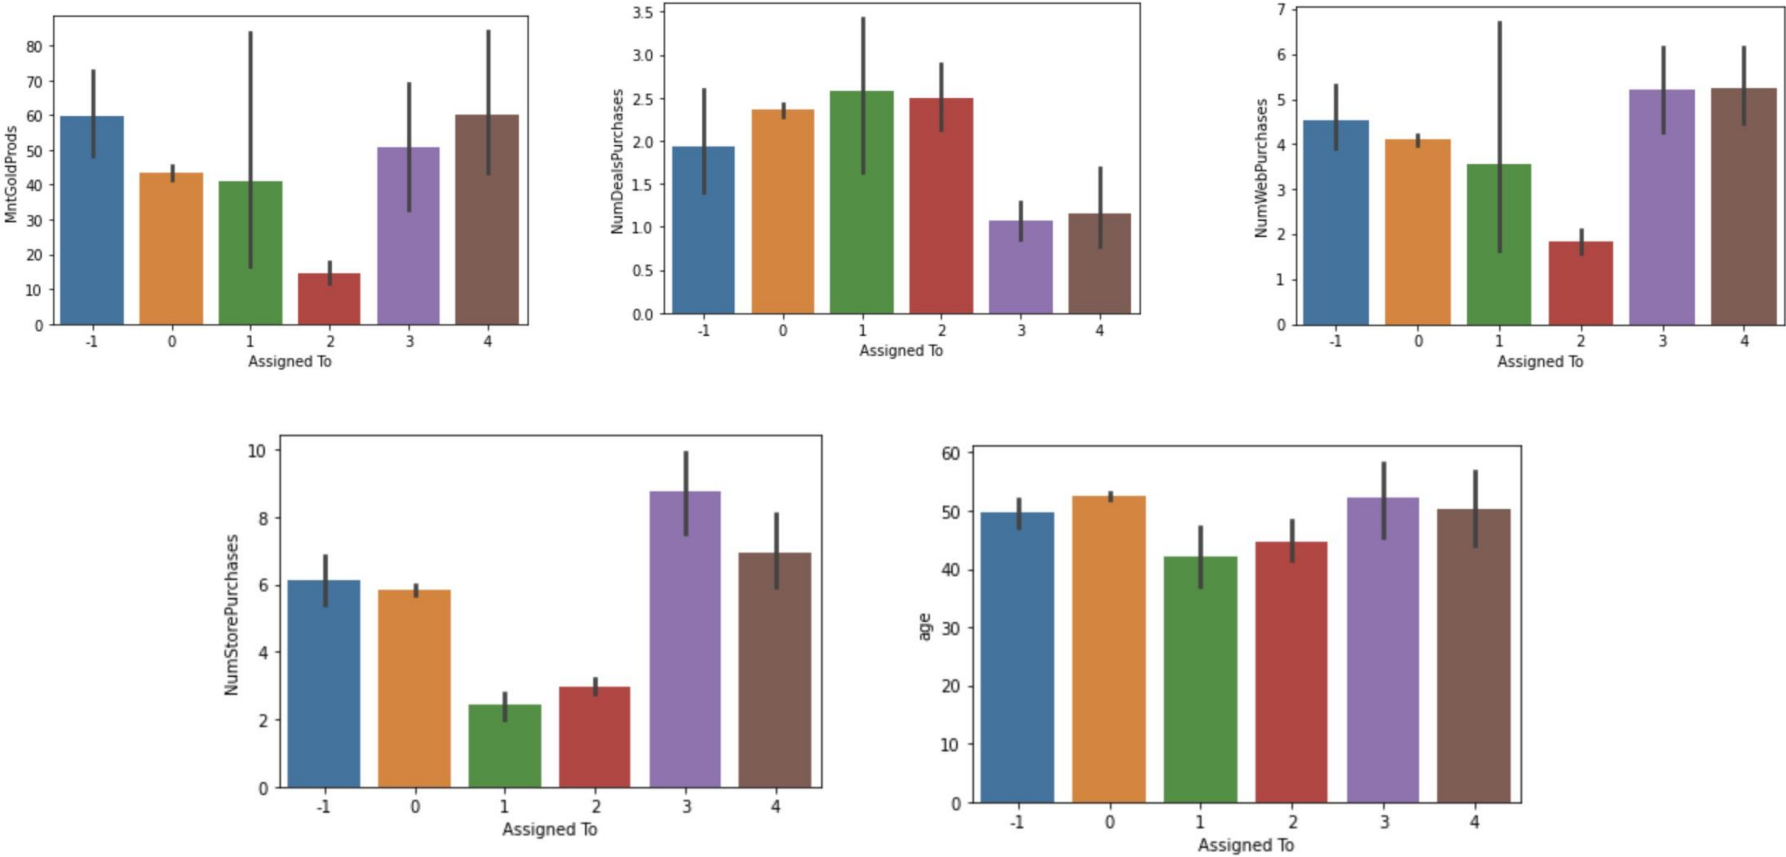 MntGoldProds
80
70
60
50
40
30
20
10
0
-1 0 1 2 3 4
Assigned To
NumDealsPurchases
3.5
3.0
2.5
2.0
1.5
1.0
0.5
0.0
-1 0 1 2 3 4
Assigned To
NumWebPurchases
7
6
5
4
3
2
1
0
-1 0 1 2 3 4
Assigned To
NumStorePurchases
10
8
6
4
2
0
-1 0 1 2 3 4
Assigned To
age
60
50
40
30
20
10
0
-1 0 1 2 3 4
Assigned To